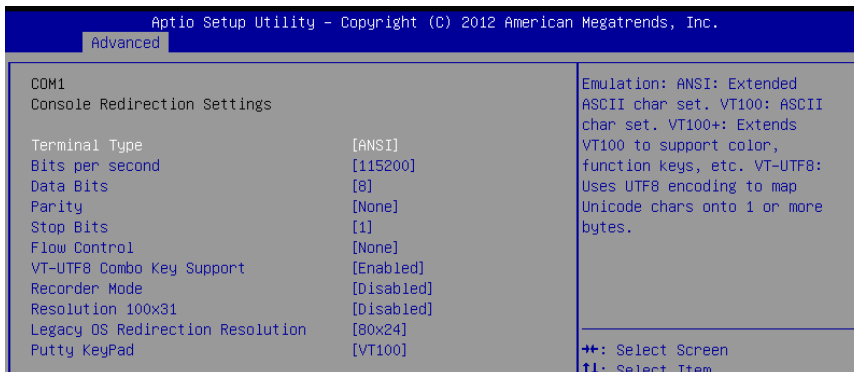 Aptio Setup Utility – Copyright (C) 2012 American Megatrends, Inc.
Advanced
COM1
Console Redirection Settings
Terminal Type [ANSI]
Bits per second [115200]
Data Bits [8]
Parity [None]
Stop Bits [1]
Flow Control [None]
VT-UTF8 Combo Key Support [Enabled]
Recorder Mode [Disabled]
Resolution 100x31 [Disabled]
Legacy OS Redirection Resolution [80x24]
Putty KeyPad [VT100]
Emulation: ANSI: Extended
ASCII char set. VT100: ASCII
char set. VT100+: Extends
VT100 to support color,
function keys, etc. VT-UTF8:
Uses UTF8 encoding to map
Unicode chars onto 1 or more
bytes.
→←: Select Screen
↑↓: Select Item